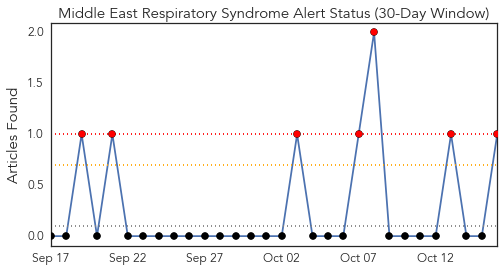 Middle East Respiratory Syndrome Alert Status (30-Day Window)
Articles Found
2.0
1.5
1.0
0.5
0.0
Sep 17 Sep 22 Sep 27 Oct 02 Oct 07 Oct 12